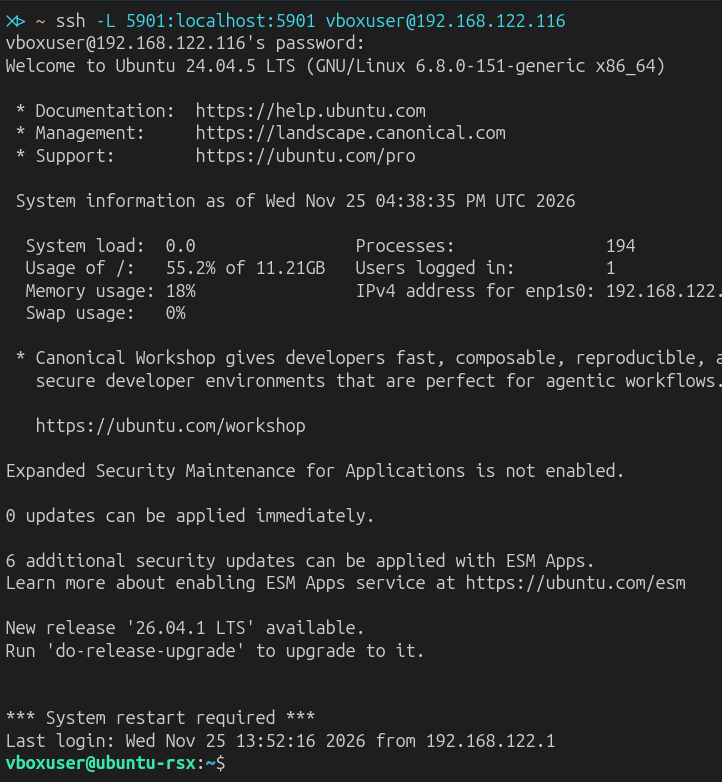 ~ ssh -L 5901:localhost:5901 vboxuser@192.168.122.116
vboxuser@192.168.122.116's password:
Welcome to Ubuntu 24.04.5 LTS (GNU/Linux 6.8.0-151-generic x86_64)

 * Documentation:  https://help.ubuntu.com
 * Management:     https://landscape.canonical.com
 * Support:        https://ubuntu.com/pro

 System information as of Wed Nov 25 04:38:35 PM UTC 2026

  System load:  0.0                Processes:               194
  Usage of /:   55.2% of 11.21GB   Users logged in:         1
  Memory usage: 18%                IPv4 address for enp1s0: 192.168.122.
  Swap usage:   0%

 * Canonical Workshop gives developers fast, composable, reproducible, a
   secure developer environments that are perfect for agentic workflows.

   https://ubuntu.com/workshop

Expanded Security Maintenance for Applications is not enabled.

0 updates can be applied immediately.

6 additional security updates can be applied with ESM Apps.
Learn more about enabling ESM Apps service at https://ubuntu.com/esm

New release '26.04.1 LTS' available.
Run 'do-release-upgrade' to upgrade to it.


*** System restart required ***
Last login: Wed Nov 25 13:52:16 2026 from 192.168.122.1
vboxuser@ubuntu-rsx:~$